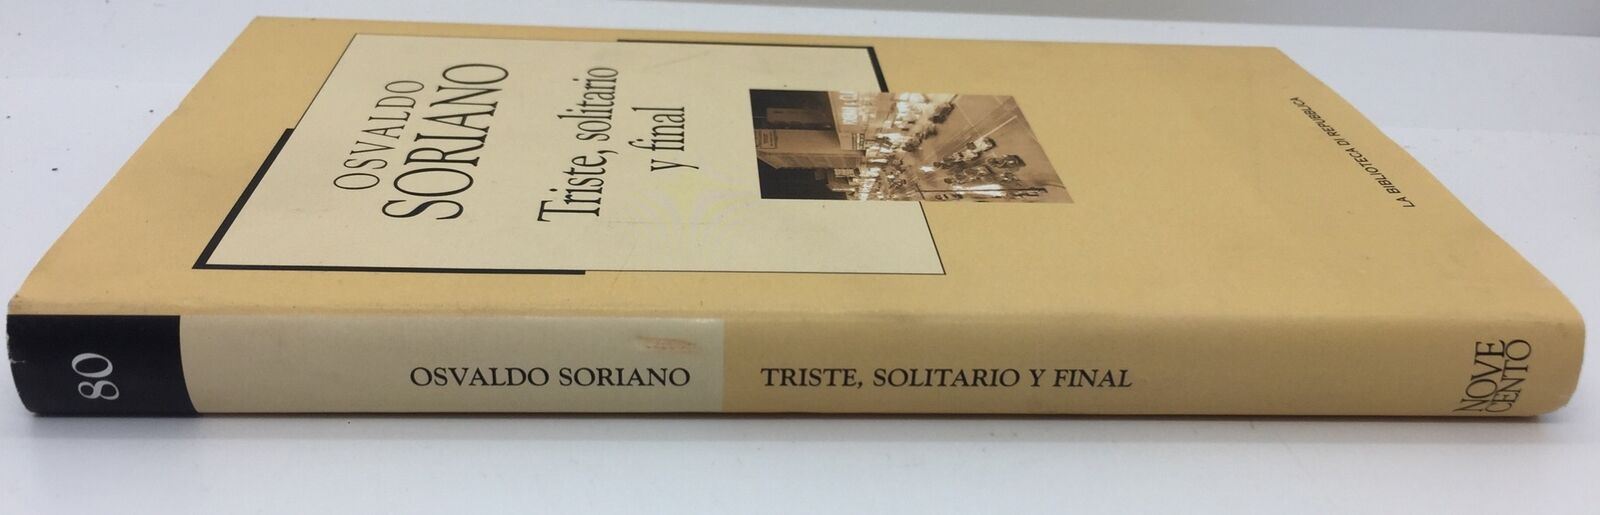 OSVALDO
SORIANO
Triste, solitario
y final
LA BIBLIOTECA DI REPUBBLICA
80
OSVALDO SORIANO
TRISTE, SOLITARIO Y FINAL
NOVE
CENTO